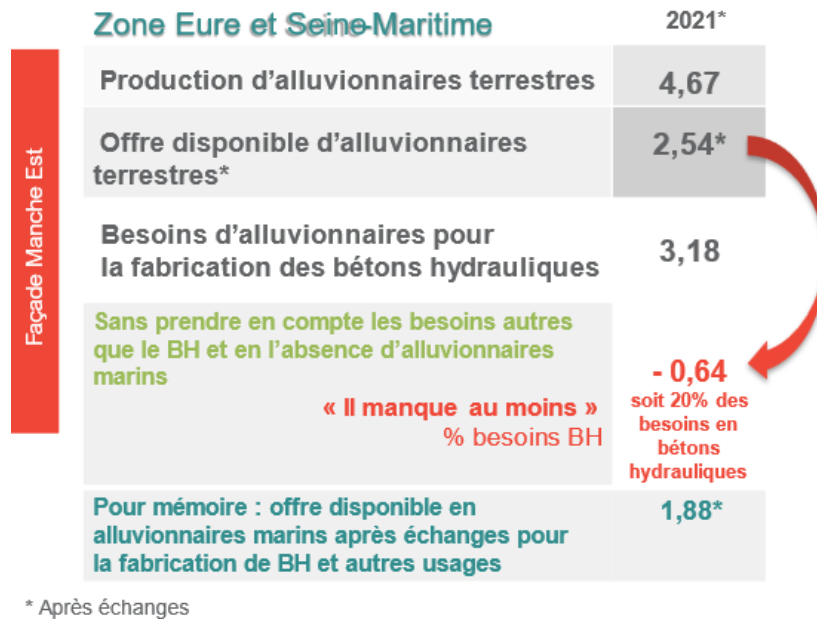 Zone Eure et Seine-Maritime
2021*
Façade Manche Est
Production d’alluvionnaires terrestres
4,67
Offre disponible d’alluvionnaires
terrestres*
2,54*
Besoins d’alluvionnaires pour
la fabrication des bétons hydrauliques
3,18
Sans prendre en compte les besoins autres
que le BH et en l’absence d’alluvionnaires
marins
« Il manque au moins »
% besoins BH
- 0,64
soit 20% des
besoins en
bétons
hydrauliques
Pour mémoire : offre disponible en
alluvionnaires marins après échanges pour
la fabrication de BH et autres usages
1,88*
* Après échanges